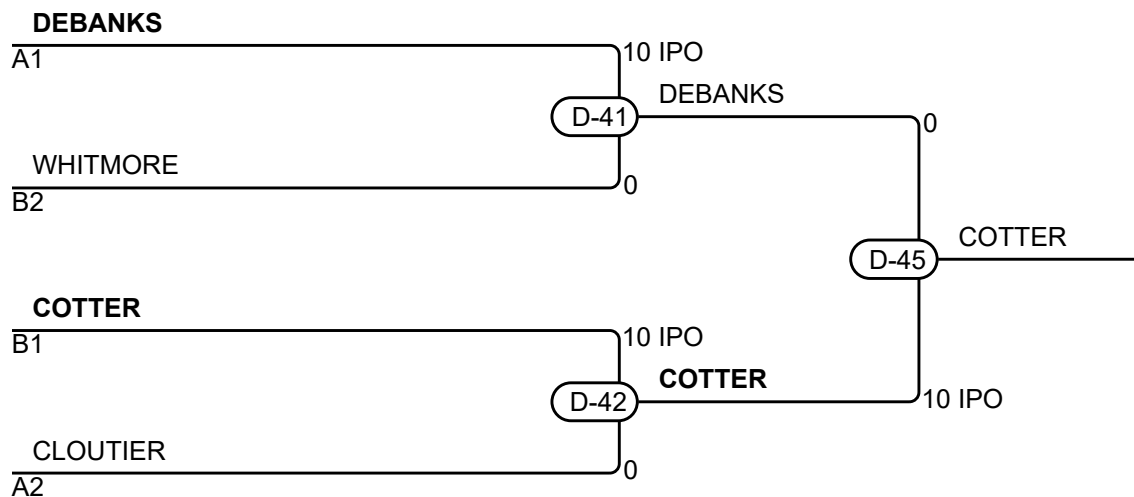 DEBANKS
A1
10 IPO
D-41
DEBANKS
0
WHITMORE
B2
0
D-45
COTTER
COTTER
B1
10 IPO
D-42
COTTER
10 IPO
CLOUTIER
A2
0